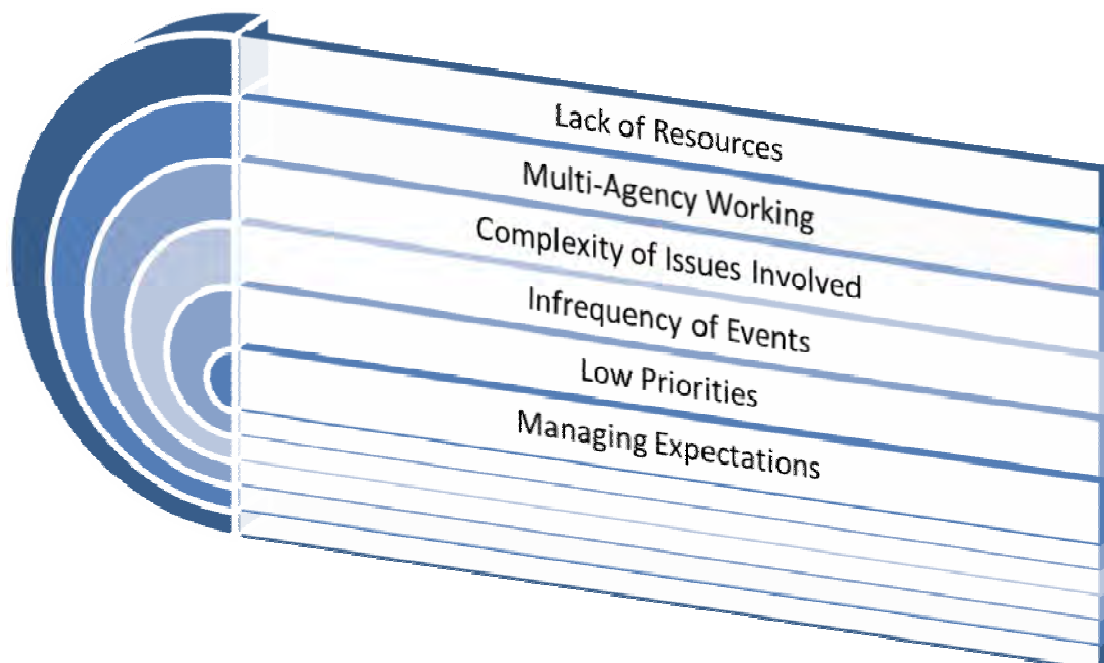 Lack of Resources
Multi-Agency Working
Complexity of Issues Involved
Infrequency of Events
Low Priorities
Managing Expectations